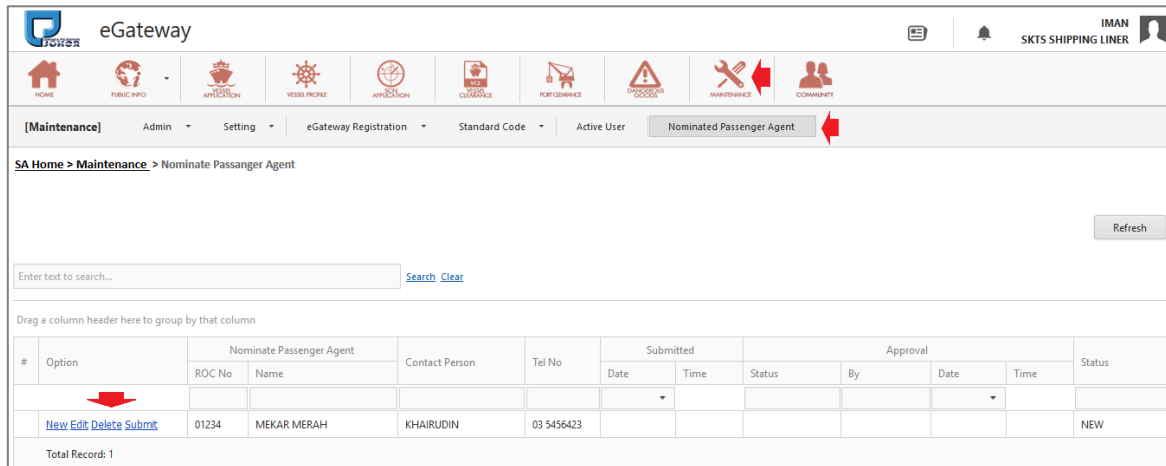 JOHOR
eGateway
IMAN
SKTS SHIPPING LINER
HOME
PUBLIC INFO
VESSEL APPLICATION
VESSEL PROFILE
SCN APPLICATION
VCS
VESSEL CLEARANCE
PORT CLEARANCE
DANGEROUS GOODS
MAINTENANCE
COMMUNITY
[Maintenance] Admin Setting eGateway Registration Standard Code Active User Nominated Passenger Agent
SA Home > Maintenance > Nominate Passanger Agent
Refresh
Enter text to search... Search Clear
Drag a column header here to group by that column
# Option Nominate Passenger Agent Contact Person Tel No Submitted Approval Status
ROC No Name Date Time Status By Date Time
New Edit Delete Submit 01234 MEKAR MERAH KHAIRUDIN 03 5456423 NEW
Total Record: 1